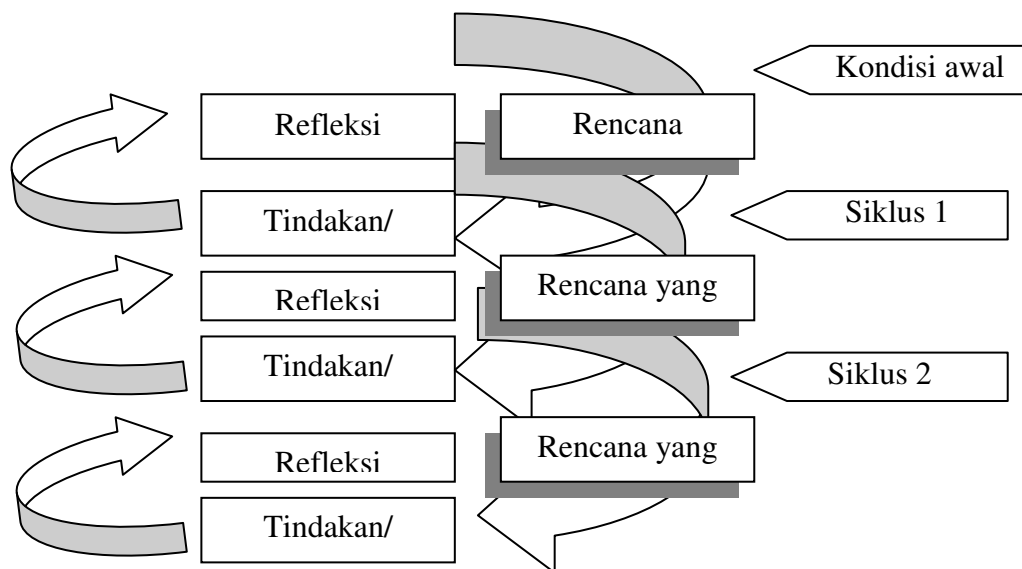 Kondisi awal
Refleksi
Rencana
Tindakan/
Siklus 1
Refleksi
Rencana yang
Tindakan/
Siklus 2
Refleksi
Rencana yang
Tindakan/